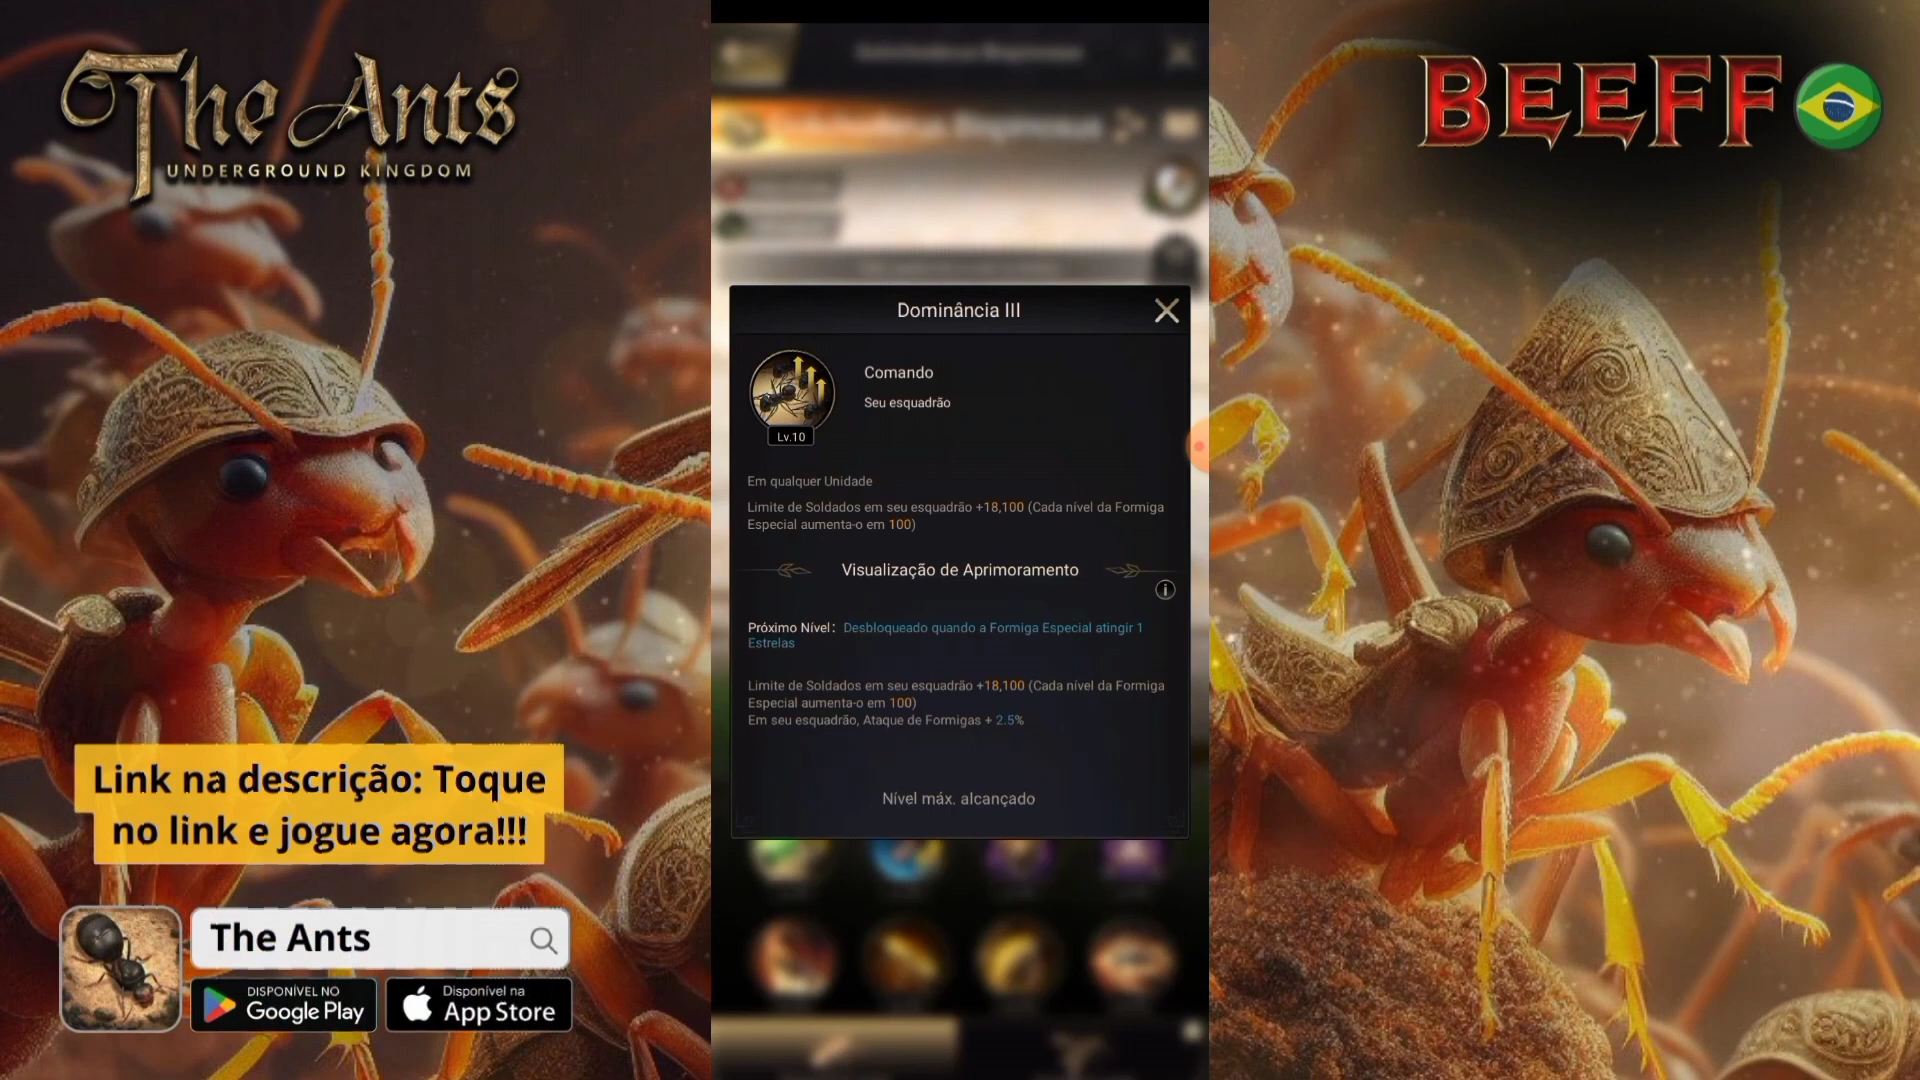 The Ants
UNDERGROUND KINGDOM
BEEFF
Dominância III
Comando
Seu esquadrão
Lv.10
Em qualquer Unidade
Limite de Soldados em seu esquadrão +18,100 (Cada nível da Formiga
Especial aumenta-o em 100)
Visualização de Aprimoramento
i
Próximo Nível: Desbloqueado quando a Formiga Especial atingir 1
Estrelas
Limite de Soldados em seu esquadrão +18,100 (Cada nível da Formiga
Especial aumenta-o em 100)
Em seu esquadrão, Ataque de Formigas + 2.5%
Nível máx. alcançado
Link na descrição: Toque
no link e jogue agora!!!
The Ants
DISPONÍVEL NO
Google Play
Disponível na
App Store